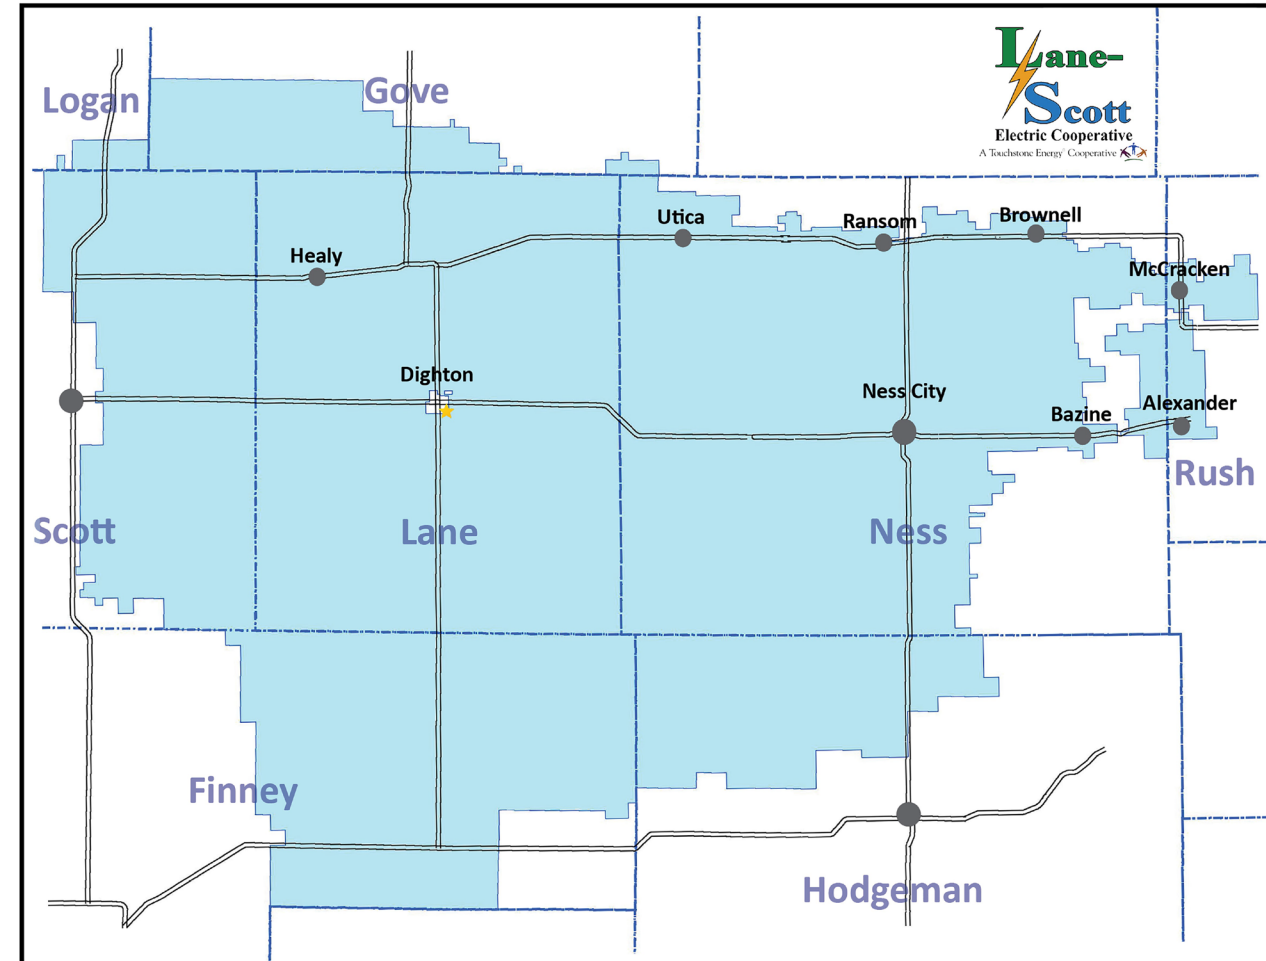 Lane-
Scott
Electric Cooperative
A Touchstone Energy® Cooperative
Logan
Gove
Utica
Ransom
Brownell
Healy
McCracken
Dighton
Ness City
Bazine
Alexander
Rush
Scott
Lane
Ness
Finney
Hodgeman